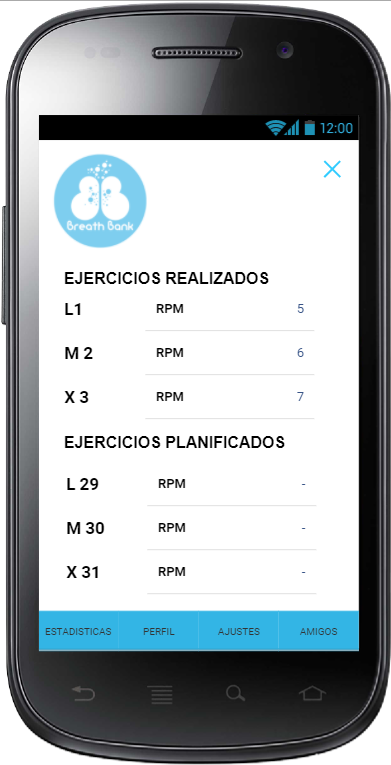 12:00
Breath Bank
EJERCICIOS REALIZADOS
L1 RPM 5
M 2 RPM 6
X 3 RPM 7
EJERCICIOS PLANIFICADOS
L 29 RPM -
M 30 RPM -
X 31 RPM -
ESTADISTICAS PERFIL AJUSTES AMIGOS